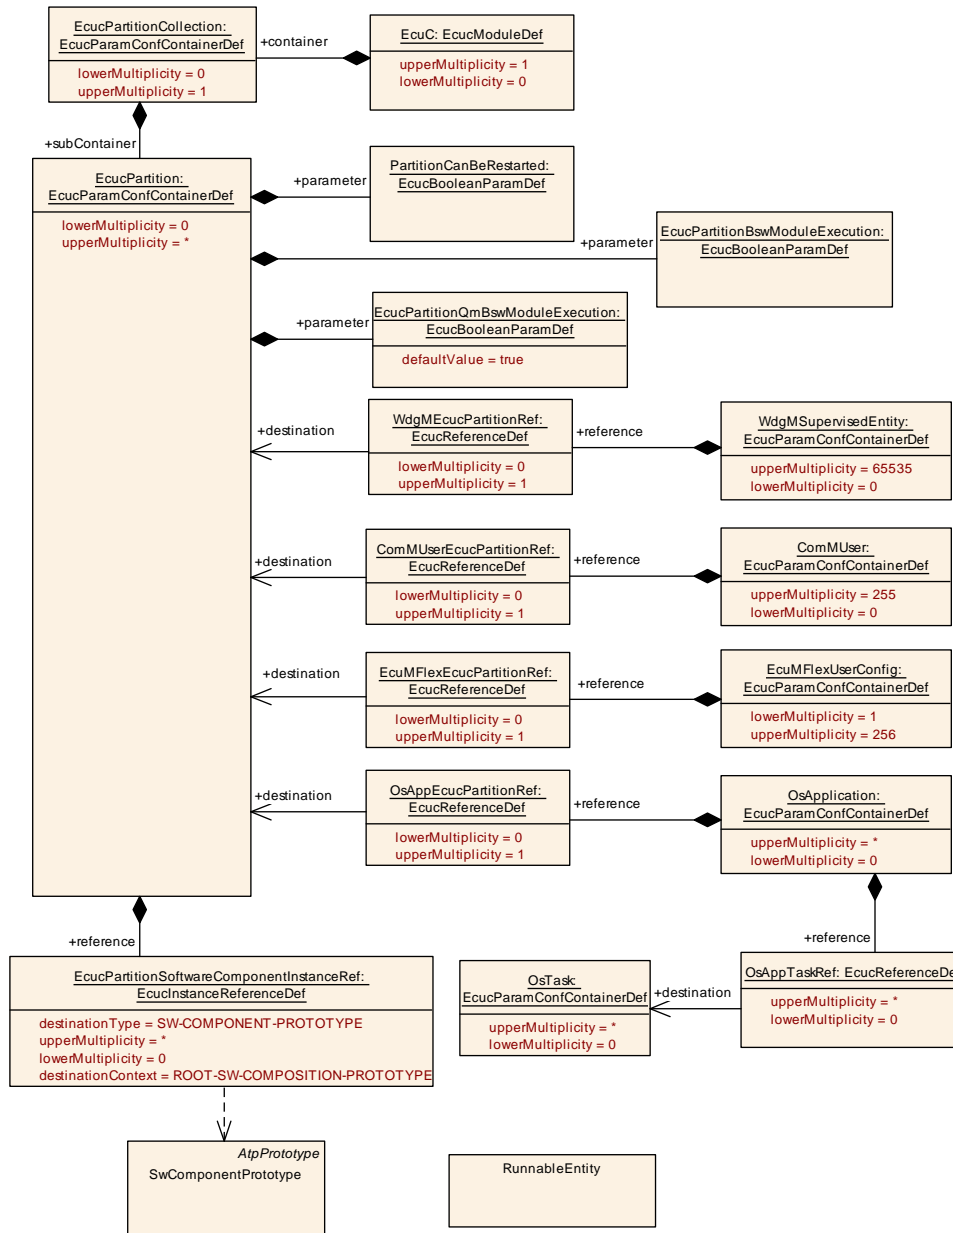 EcucPartitionCollection:
EcucParamConfContainerDef
lowerMultiplicity = 0
upperMultiplicity = 1
+container
EcuC: EcucModuleDef
upperMultiplicity = 1
lowerMultiplicity = 0
+subContainer
EcucPartition:
EcucParamConfContainerDef
lowerMultiplicity = 0
upperMultiplicity = *
+parameter
PartitionCanBeRestarted:
EcucBooleanParamDef
+parameter
EcucPartitionBswModuleExecution:
EcucBooleanParamDef
+parameter
EcucPartitionQmBswModuleExecution:
EcucBooleanParamDef
defaultValue = true
+destination
WdgMEcucPartitionRef:
EcucReferenceDef
lowerMultiplicity = 0
upperMultiplicity = 1
+reference
WdgMSupervisedEntity:
EcucParamConfContainerDef
upperMultiplicity = 65535
lowerMultiplicity = 0
+destination
ComMUserEcucPartitionRef:
EcucReferenceDef
lowerMultiplicity = 0
upperMultiplicity = 1
+reference
ComMUser:
EcucParamConfContainerDef
upperMultiplicity = 255
lowerMultiplicity = 0
+destination
EcuMFlexEcucPartitionRef:
EcucReferenceDef
lowerMultiplicity = 0
upperMultiplicity = 1
+reference
EcuMFlexUserConfig:
EcucParamConfContainerDef
lowerMultiplicity = 1
upperMultiplicity = 256
+destination
OsAppEcucPartitionRef:
EcucReferenceDef
lowerMultiplicity = 0
upperMultiplicity = 1
+reference
OsApplication:
EcucParamConfContainerDef
upperMultiplicity = *
lowerMultiplicity = 0
+reference
EcucPartitionSoftwareComponentInstanceRef:
EcucInstanceReferenceDef
destinationType = SW-COMPONENT-PROTOTYPE
upperMultiplicity = *
lowerMultiplicity = 0
destinationContext = ROOT-SW-COMPOSITION-PROTOTYPE
OsTask:
EcucParamConfContainerDef
upperMultiplicity = *
lowerMultiplicity = 0
+destination
+reference
OsAppTaskRef: EcucReferenceDe
upperMultiplicity = *
lowerMultiplicity = 0
AtpPrototype
SwComponentPrototype
RunnableEntity